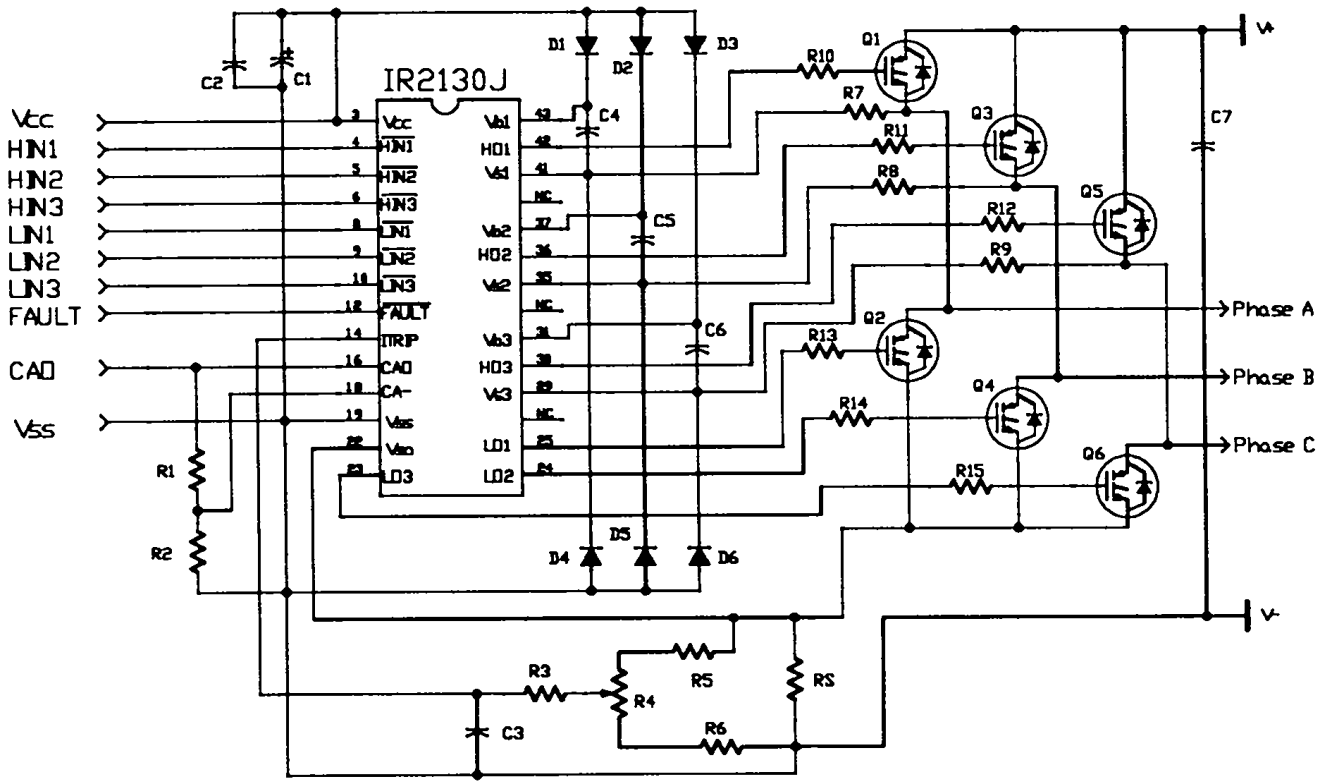 D1
D2
D3
C2
C1
IR2130J
Q1
V+
R10
R7
Q3
R11
R8
C7
Q5
R12
R9
Vcc
HIN1
HIN2
HIN3
LIN1
LIN2
LIN3
FAULT
CAO
Vss
3 Vcc
4 HIN1
5 HIN2
6 HIN3
8 LIN1
9 LIN2
10 LIN3
12 FAULT
14 ITRIP
16 CAO
18 CA-
19 Vss
22 Vso
23 LO3
Vb1 43
HO1 42
Vs1 41
NC
Vb2 37
HO2 36
Vs2 35
NC
Vb3 31
HO3 30
Vs3 29
NC
LO1 25
LO2 24
C4
C5
C6
Phase A
Q2
R13
Phase B
Q4
R14
Phase C
Q6
R15
R1
R2
D4
D5
D6
V-
R3
R4
R5
R6
RS
C3